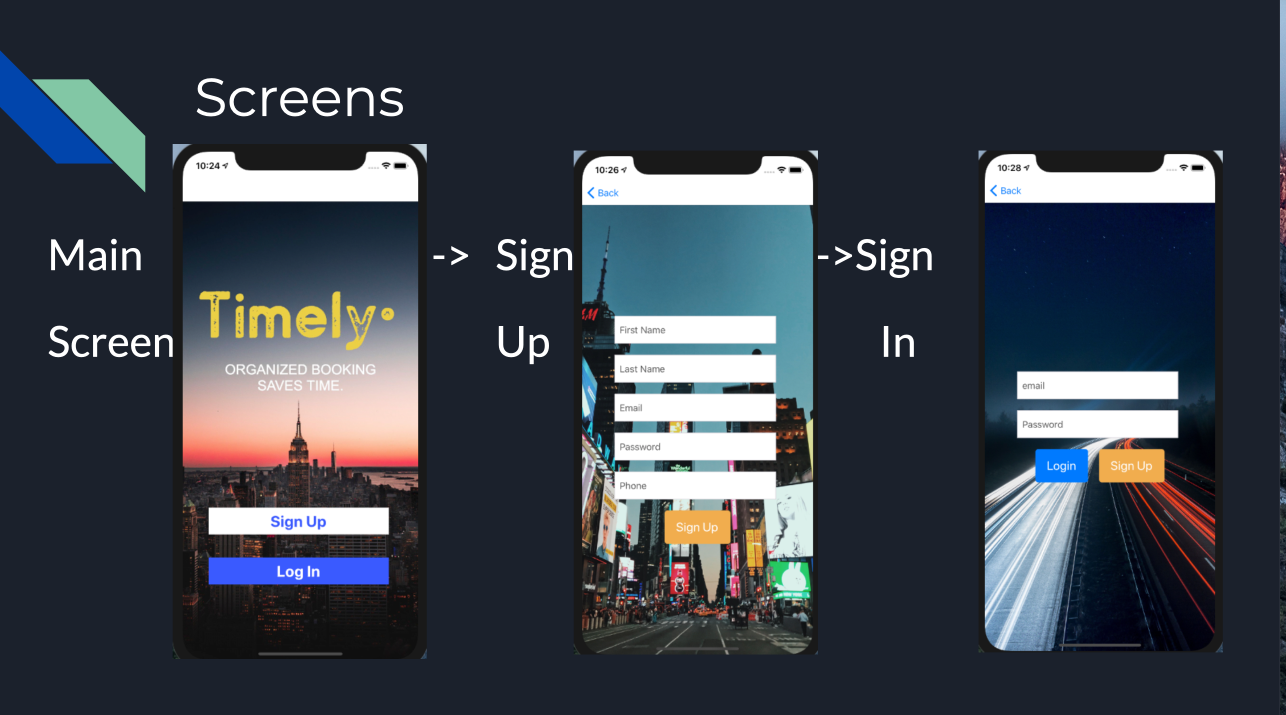 Screens
Main
Screen
10:24
Timely
ORGANIZED BOOKING
SAVES TIME.
Sign Up
Log In
-> Sign
Up
10:26
Back
First Name
Last Name
Email
Password
Phone
Sign Up
->Sign
In
10:28
Back
email
Password
Login
Sign Up